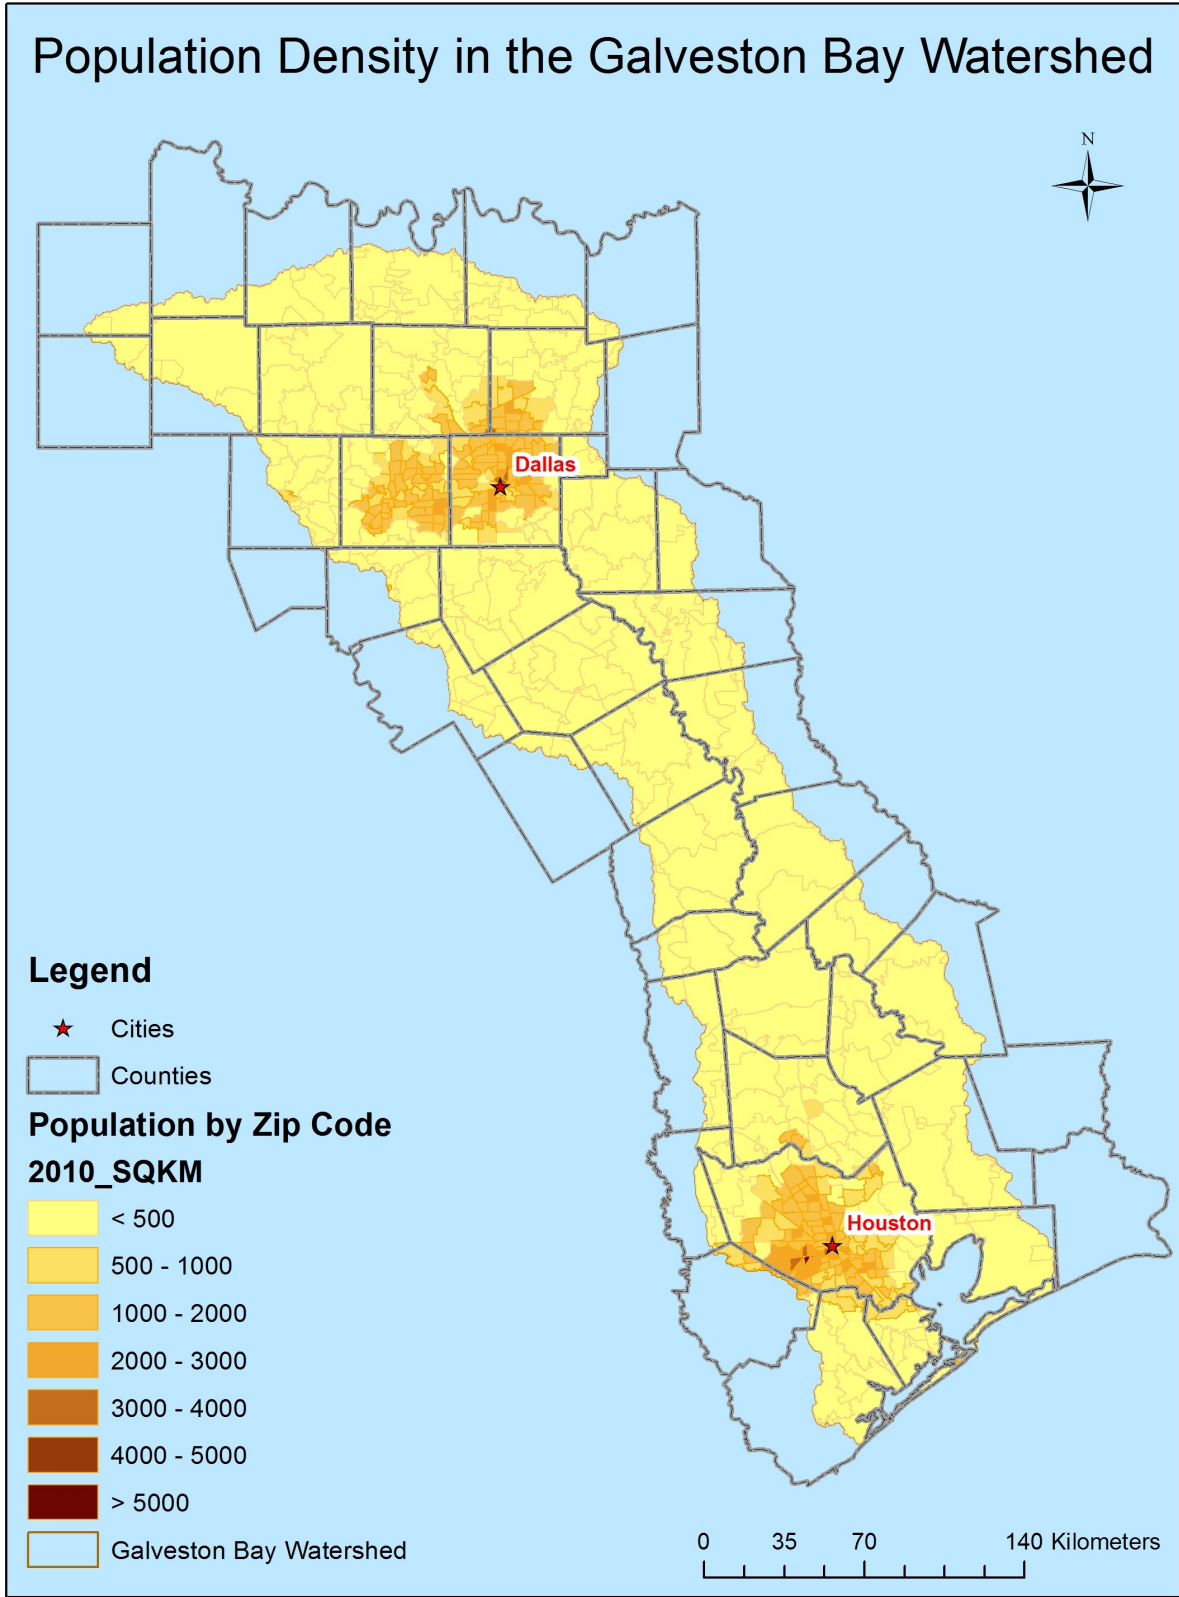 Population Density in the Galveston Bay Watershed
N
Dallas
Houston
Legend
Cities
Counties
Population by Zip Code
2010_SQKM
< 500
500 - 1000
1000 - 2000
2000 - 3000
3000 - 4000
4000 - 5000
> 5000
Galveston Bay Watershed
0 35 70 140 Kilometers